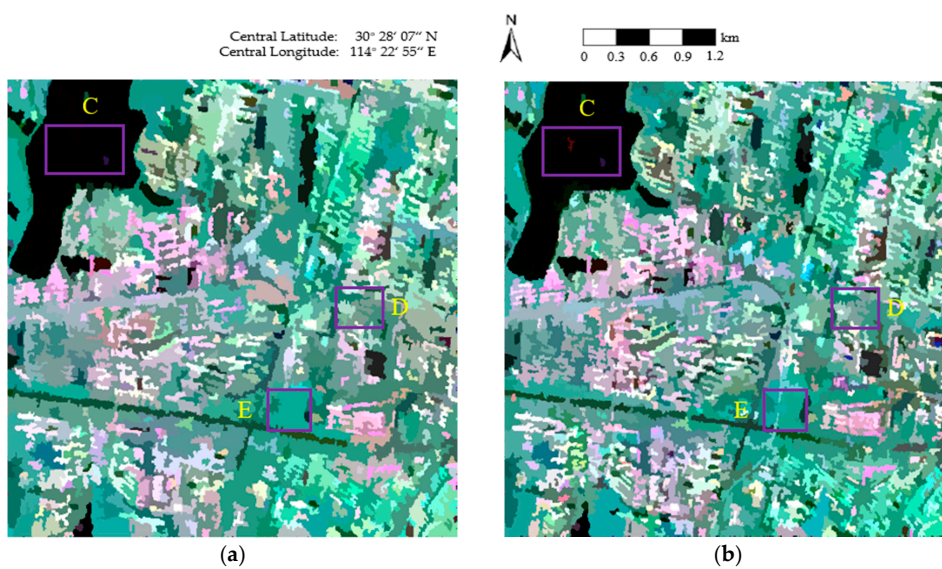 Central Latitude: 30° 28′ 07″ N
Central Longitude: 114° 22′ 55″ E
N
km
0 0.3 0.6 0.9 1.2
C
D
E
C
D
E
(a)
(b)